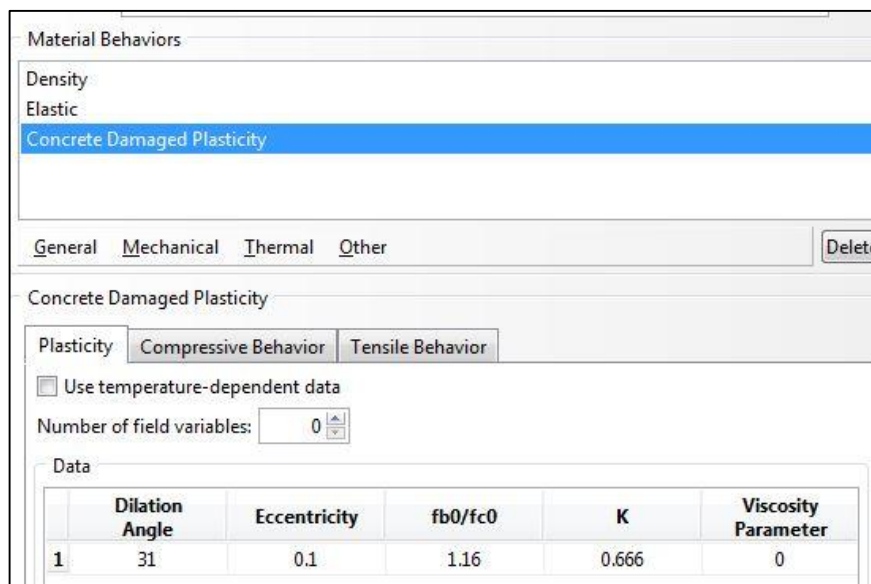 Material Behaviors
Density
Elastic
Concrete Damaged Plasticity
General Mechanical Thermal Other Delete
Concrete Damaged Plasticity
Plasticity Compressive Behavior Tensile Behavior
Use temperature-dependent data
Number of field variables: 0
Data
Dilation Angle Eccentricity fb0/fc0 K Viscosity Parameter
1 31 0.1 1.16 0.666 0